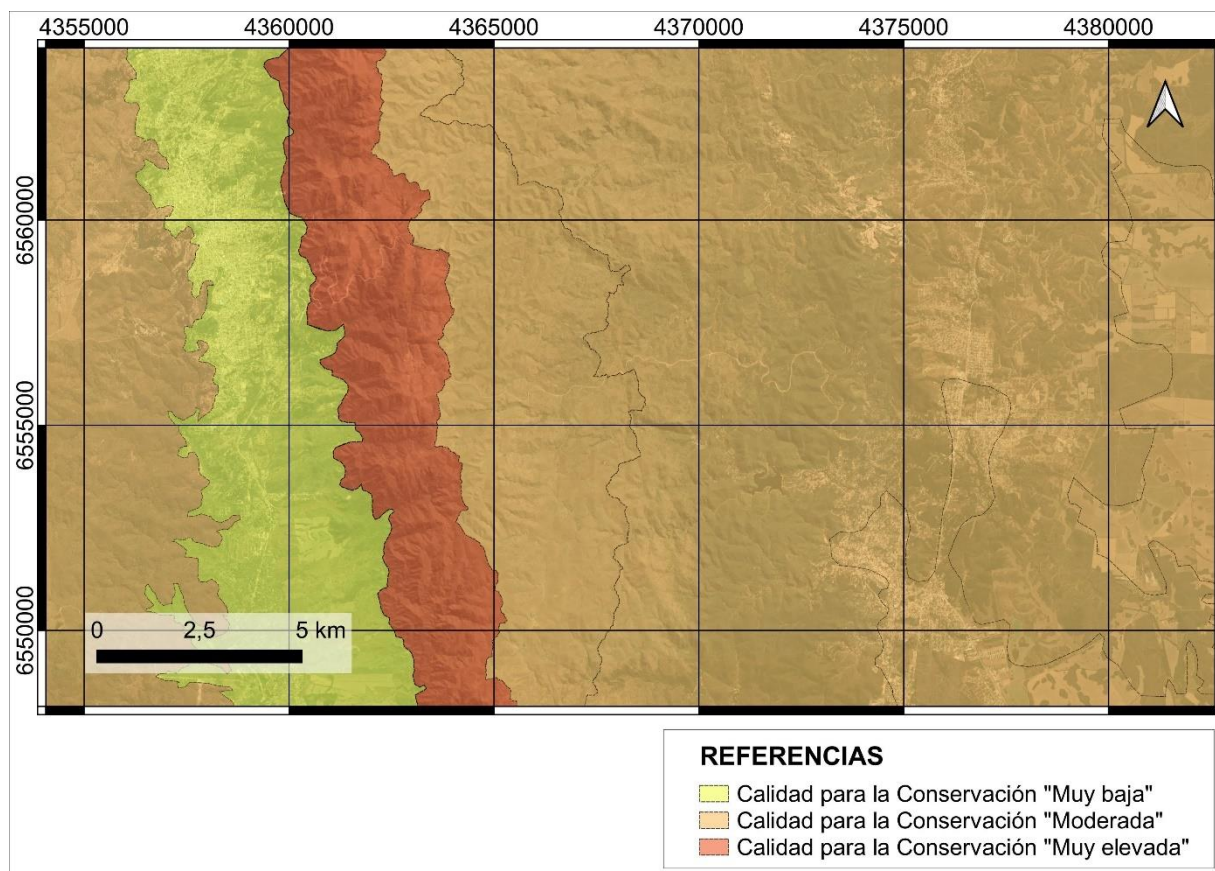 4355000 4360000 4365000 4370000 4375000 4380000
6560000
6555000
6550000
0 2,5 5 km
REFERENCIAS
Calidad para la Conservación "Muy baja"
Calidad para la Conservación "Moderada"
Calidad para la Conservación "Muy elevada"